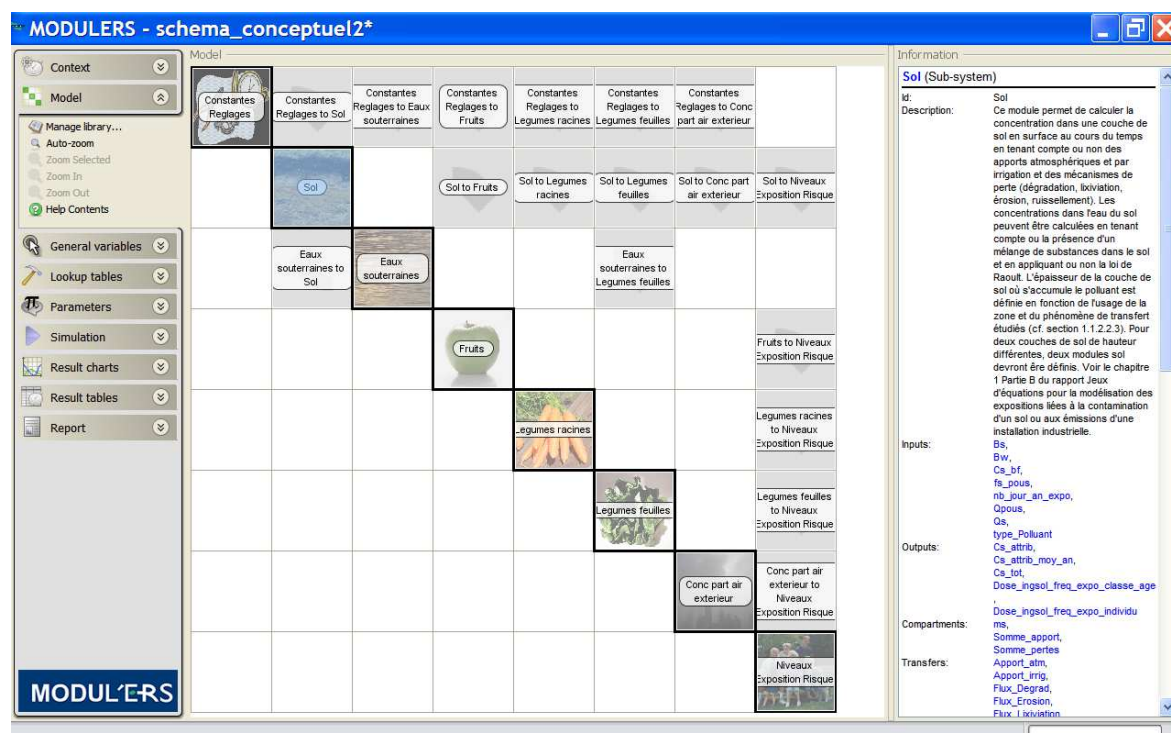 MODULERS - schema_conceptuel2*
Context
Model
Manage library...
Auto-zoom
Zoom Selected
Zoom In
Zoom Out
Help Contents
General variables
Lookup tables
Parameters
Simulation
Result charts
Result tables
Report
MODUL'ERS
Model
Constantes
Reglages
Constantes
Reglages to Sol
Constantes
Reglages to Eaux
souterraines
Constantes
Reglages to
Fruits
Constantes
Reglages to
Legumes racines
Constantes
Reglages to
Legumes feuilles
Constantes
Reglages to Conc
part air exterieur
Sol
Sol to Fruits
Sol to Legumes
racines
Sol to Legumes
feuilles
Sol to Conc part
air exterieur
Sol to Niveaux
Exposition Risque
Eaux
souterraines to
Sol
Eaux
souterraines
Eaux
souterraines to
Legumes feuilles
Fruits
Fruits to Niveaux
Exposition Risque
Legumes racines
Legumes racines
to Niveaux
Exposition Risque
Legumes feuilles
Legumes feuilles
to Niveaux
Exposition Risque
Conc part air
exterieur
Conc part air
exterieur to
Niveaux
Exposition Risque
Niveaux
Exposition Risque
Information
Sol (Sub-system)
Id: Sol
Description: Ce module permet de calculer la
concentration dans une couche de
sol en surface au cours du temps
en tenant compte ou non des
apports atmosphériques et par
irrigation et des mécanismes de
perte (dégradation, lixiviation,
érosion, ruissellement). Les
concentrations dans l'eau du sol
peuvent être calculées en tenant
compte ou la présence d'un
mélange de substances dans le sol
et en appliquant ou non la loi de
Raoult. L'épaisseur de la couche de
sol où s'accumule le polluant est
définie en fonction de l'usage de la
zone et du phénomène de transfert
étudiés (cf. section 1.1.2.2.3). Pour
deux couches de sol de hauteur
différentes, deux modules sol
devront êre définis. Voir le chapitre
1 Partie B du rapport Jeux
d'équations pour la modélisation des
expositions liées à la contamination
d'un sol ou aux émissions d'une
installation industrielle.
Inputs: Bs,
Bw,
Cs_bf,
fs_pous,
nb_jour_an_expo,
Qpous,
Qs,
type_Polluant
Outputs: Cs_attrib,
Cs_attrib_moy_an,
Cs_tot,
Dose_ingsol_freq_expo_classe_age
,
Dose_ingsol_freq_expo_individu
Compartments: ms,
Somme_apport,
Somme_pertes
Transfers: Apport_atm,
Apport_irrig,
Flux_Degrad,
Flux_Erosion,
Flux_Lixiviation,